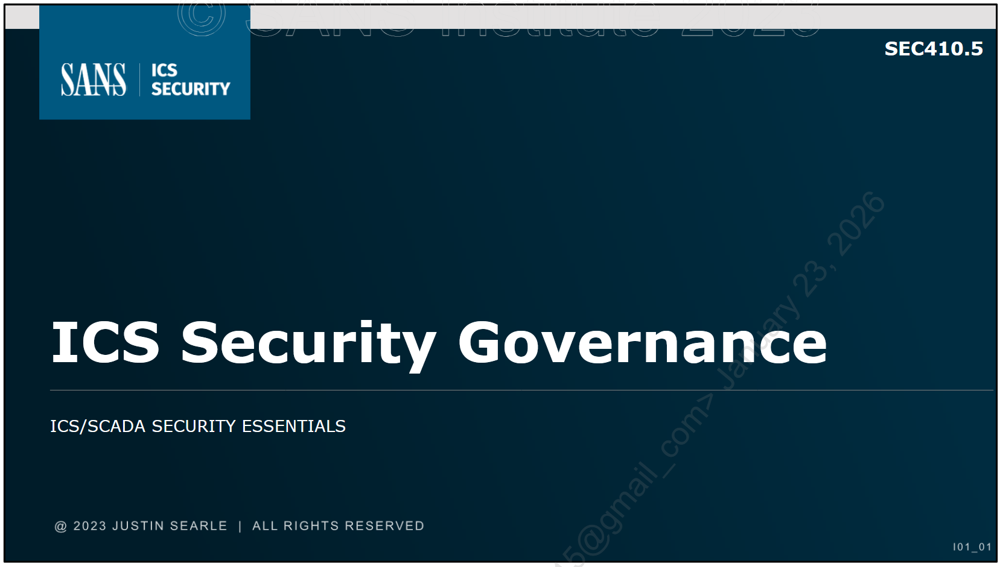 © SANS Institute 2023
SEC410.5
SANS
ICS
SECURITY
ICS Security Governance
ICS/SCADA SECURITY ESSENTIALS
@ 2023 JUSTIN SEARLE | ALL RIGHTS RESERVED
I01_01
5@gmail_com> January 23, 2026